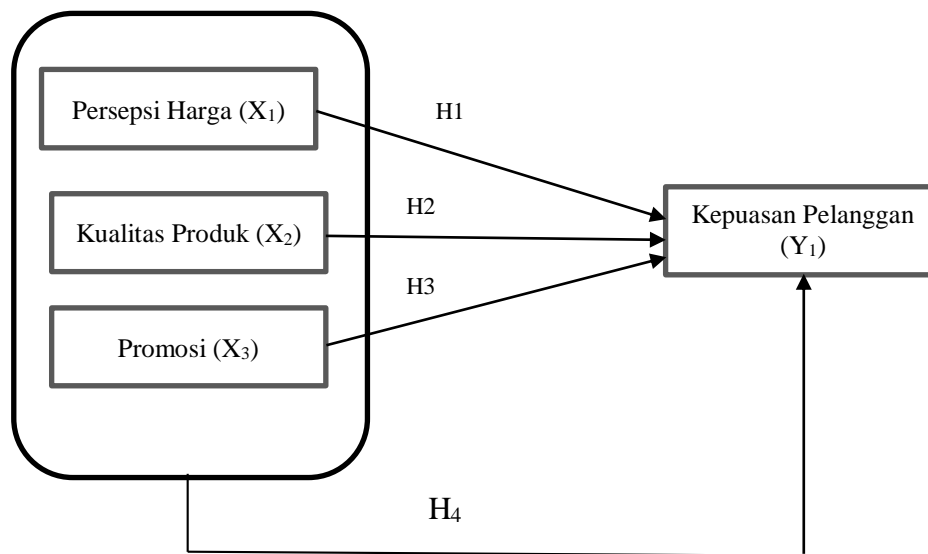 Persepsi Harga (X₁)
H1
Kualitas Produk (X₂)
H2
Kepuasan Pelanggan
(Y₁)
H3
Promosi (X₃)
H₄